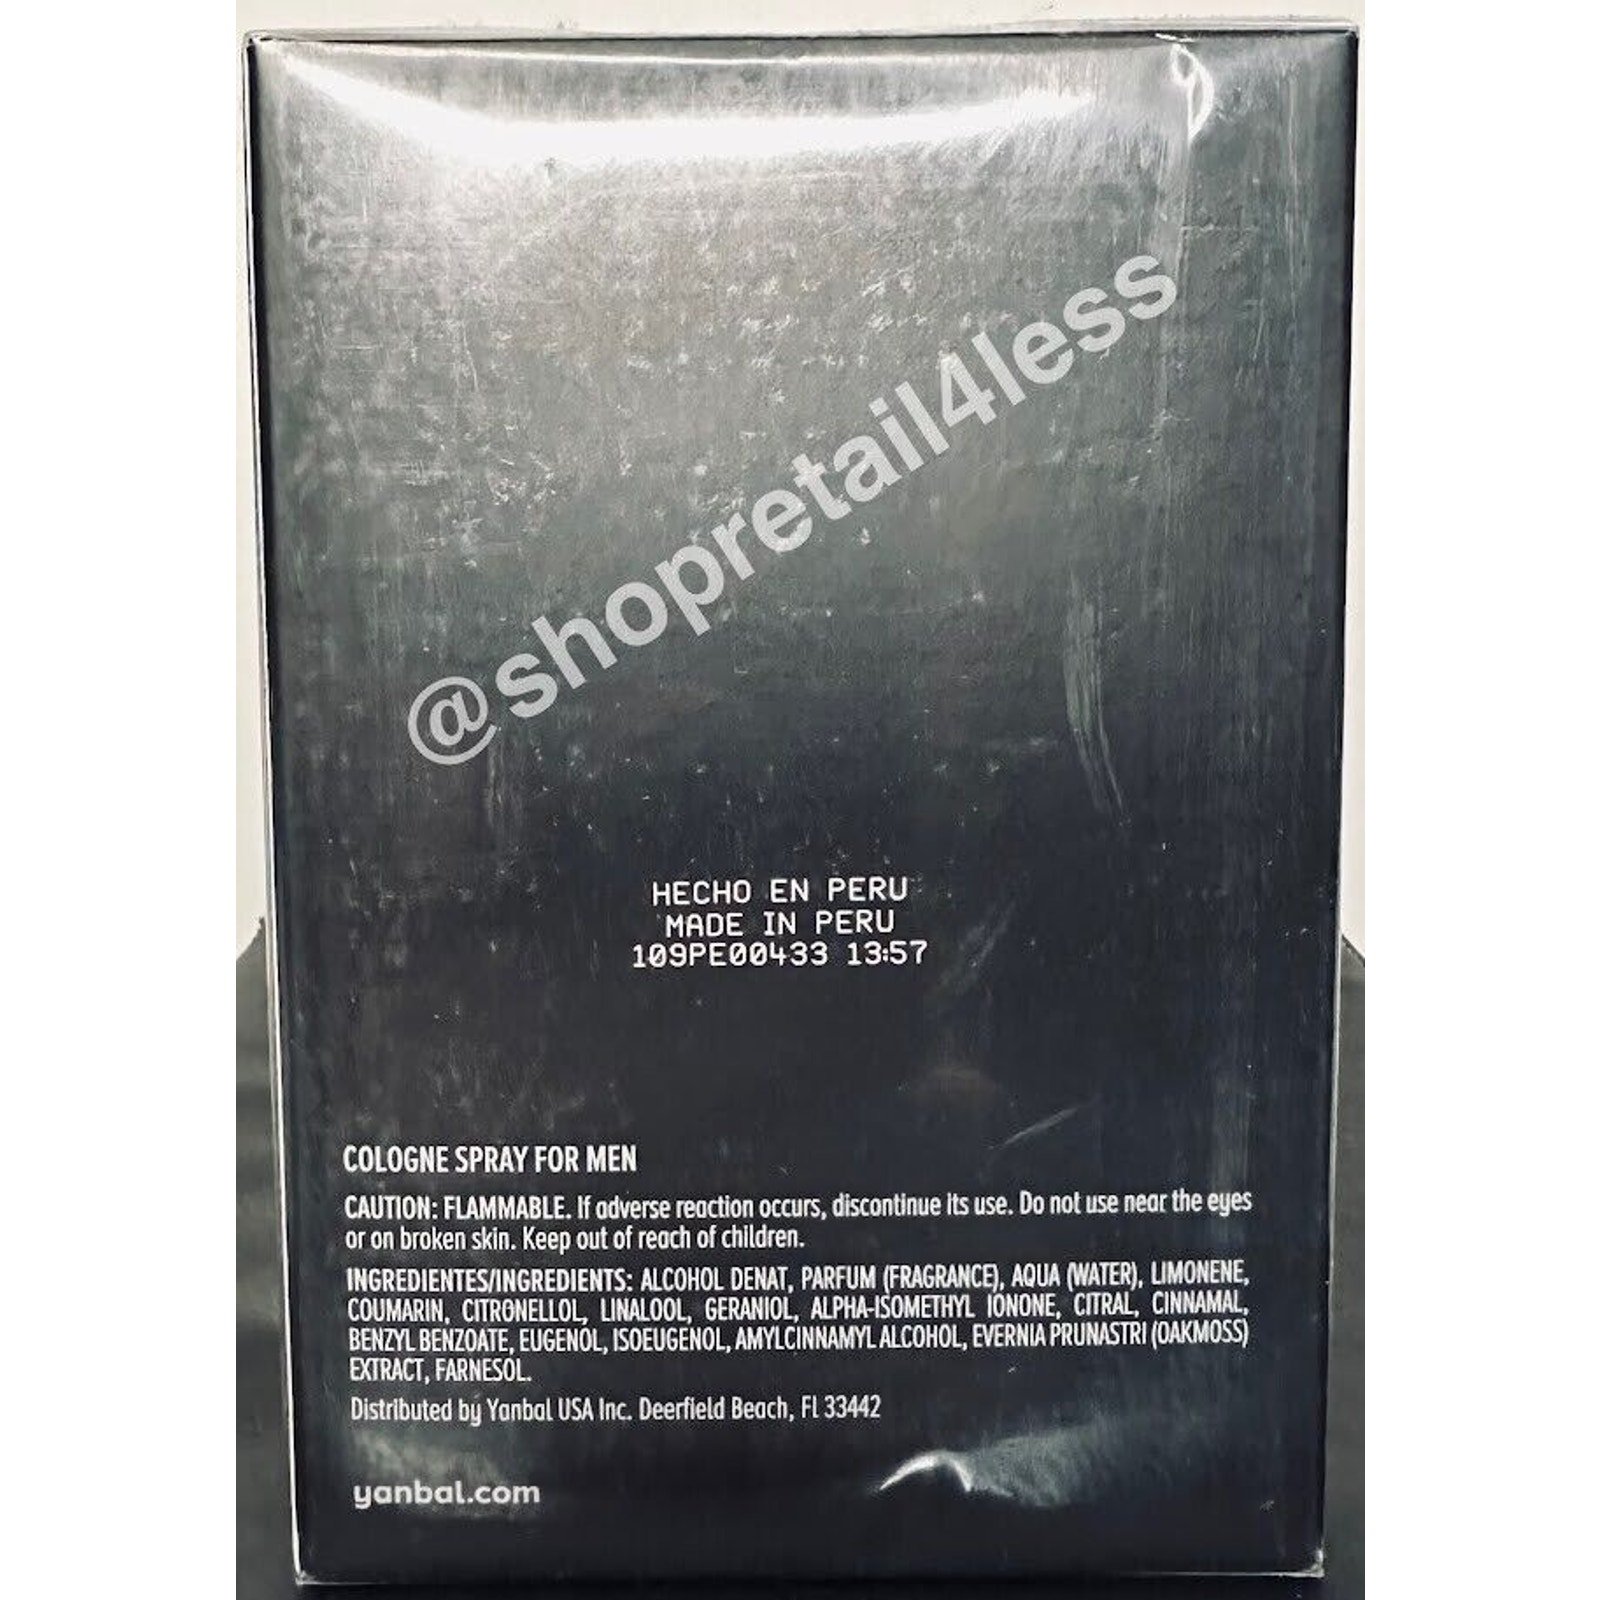 @shopretail4less
HECHO EN PERU
MADE IN PERU
109PE00433 13:57
COLOGNE SPRAY FOR MEN
CAUTION: FLAMMABLE. If adverse reaction occurs, discontinue its use. Do not use near the eyes
or on broken skin. Keep out of reach of children.
INGREDIENTES/INGREDIENTS: ALCOHOL DENAT, PARFUM (FRAGRANCE), AQUA (WATER), LIMONENE,
COUMARIN, CITRONELLOL, LINALOOL, GERANIOL, ALPHA-ISOMETHYL IONONE, CITRAL, CINNAMAL,
BENZYL BENZOATE, EUGENOL, ISOEUGENOL, AMYLCINNAMYL ALCOHOL, EVERNIA PRUNASTRI (OAKMOSS)
EXTRACT, FARNESOL.
Distributed by Yanbal USA Inc. Deerfield Beach, Fl 33442
yanbal.com